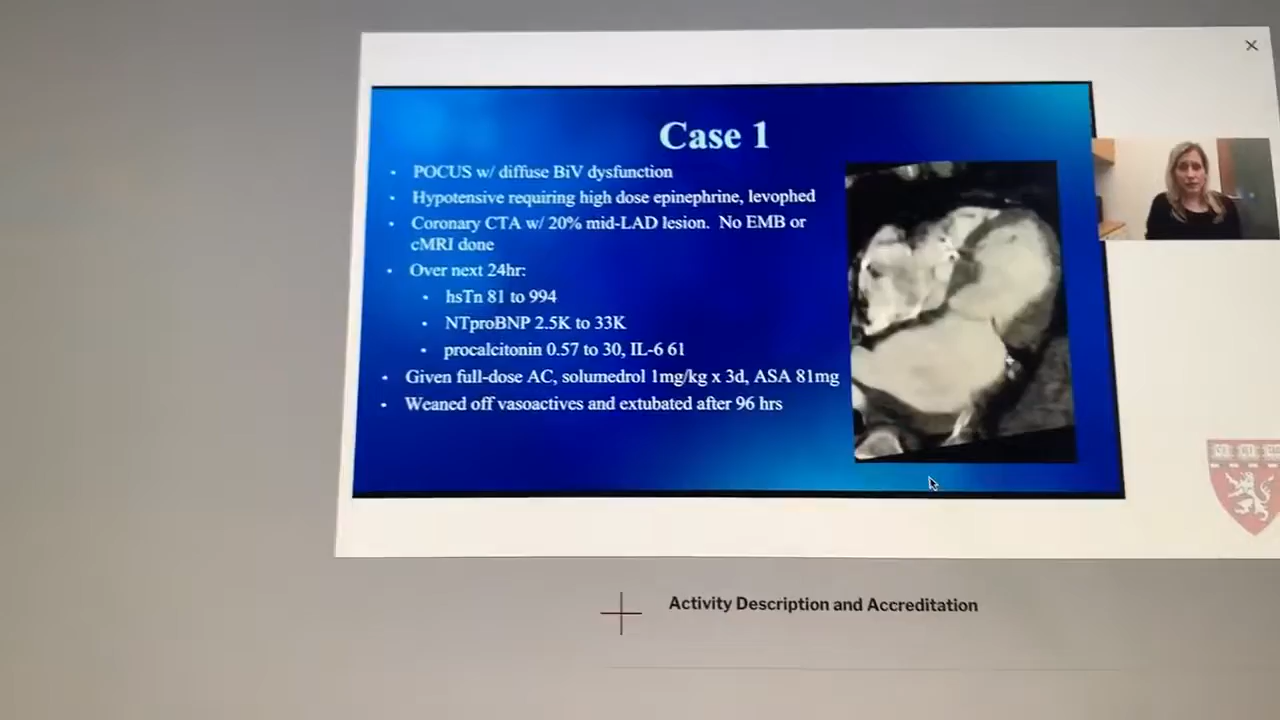 Case 1
• POCUS w/ diffuse BiV dysfunction
• Hypotensive requiring high dose epinephrine, levophed
• Coronary CTA w/ 20% mid-LAD lesion. No EMB or
cMRI done
• Over next 24hr:
• hsTn 81 to 994
• NTproBNP 2.5K to 33K
• procalcitonin 0.57 to 30, IL-6 61
• Given full-dose AC, solumedrol 1mg/kg x 3d, ASA 81mg
• Weaned off vasoactives and extubated after 96 hrs
Activity Description and Accreditation